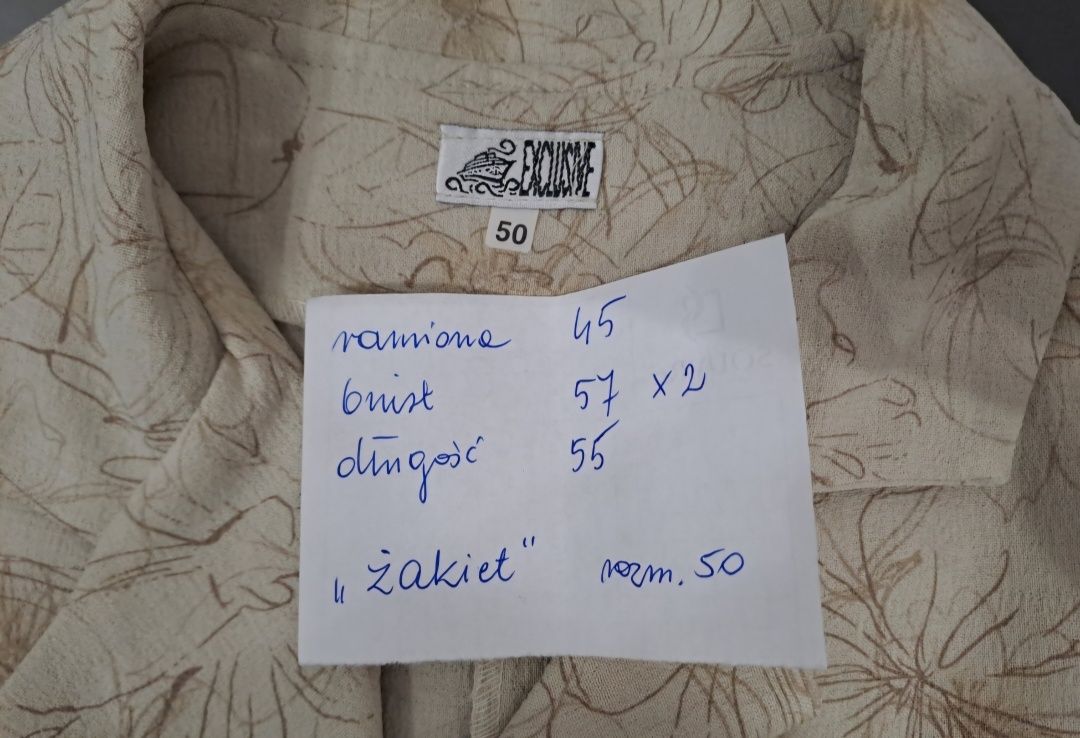 EXCLUSIVE
50
ramiona 45
biust 57 x2
długość 55
„żakiet“ rozm. 50